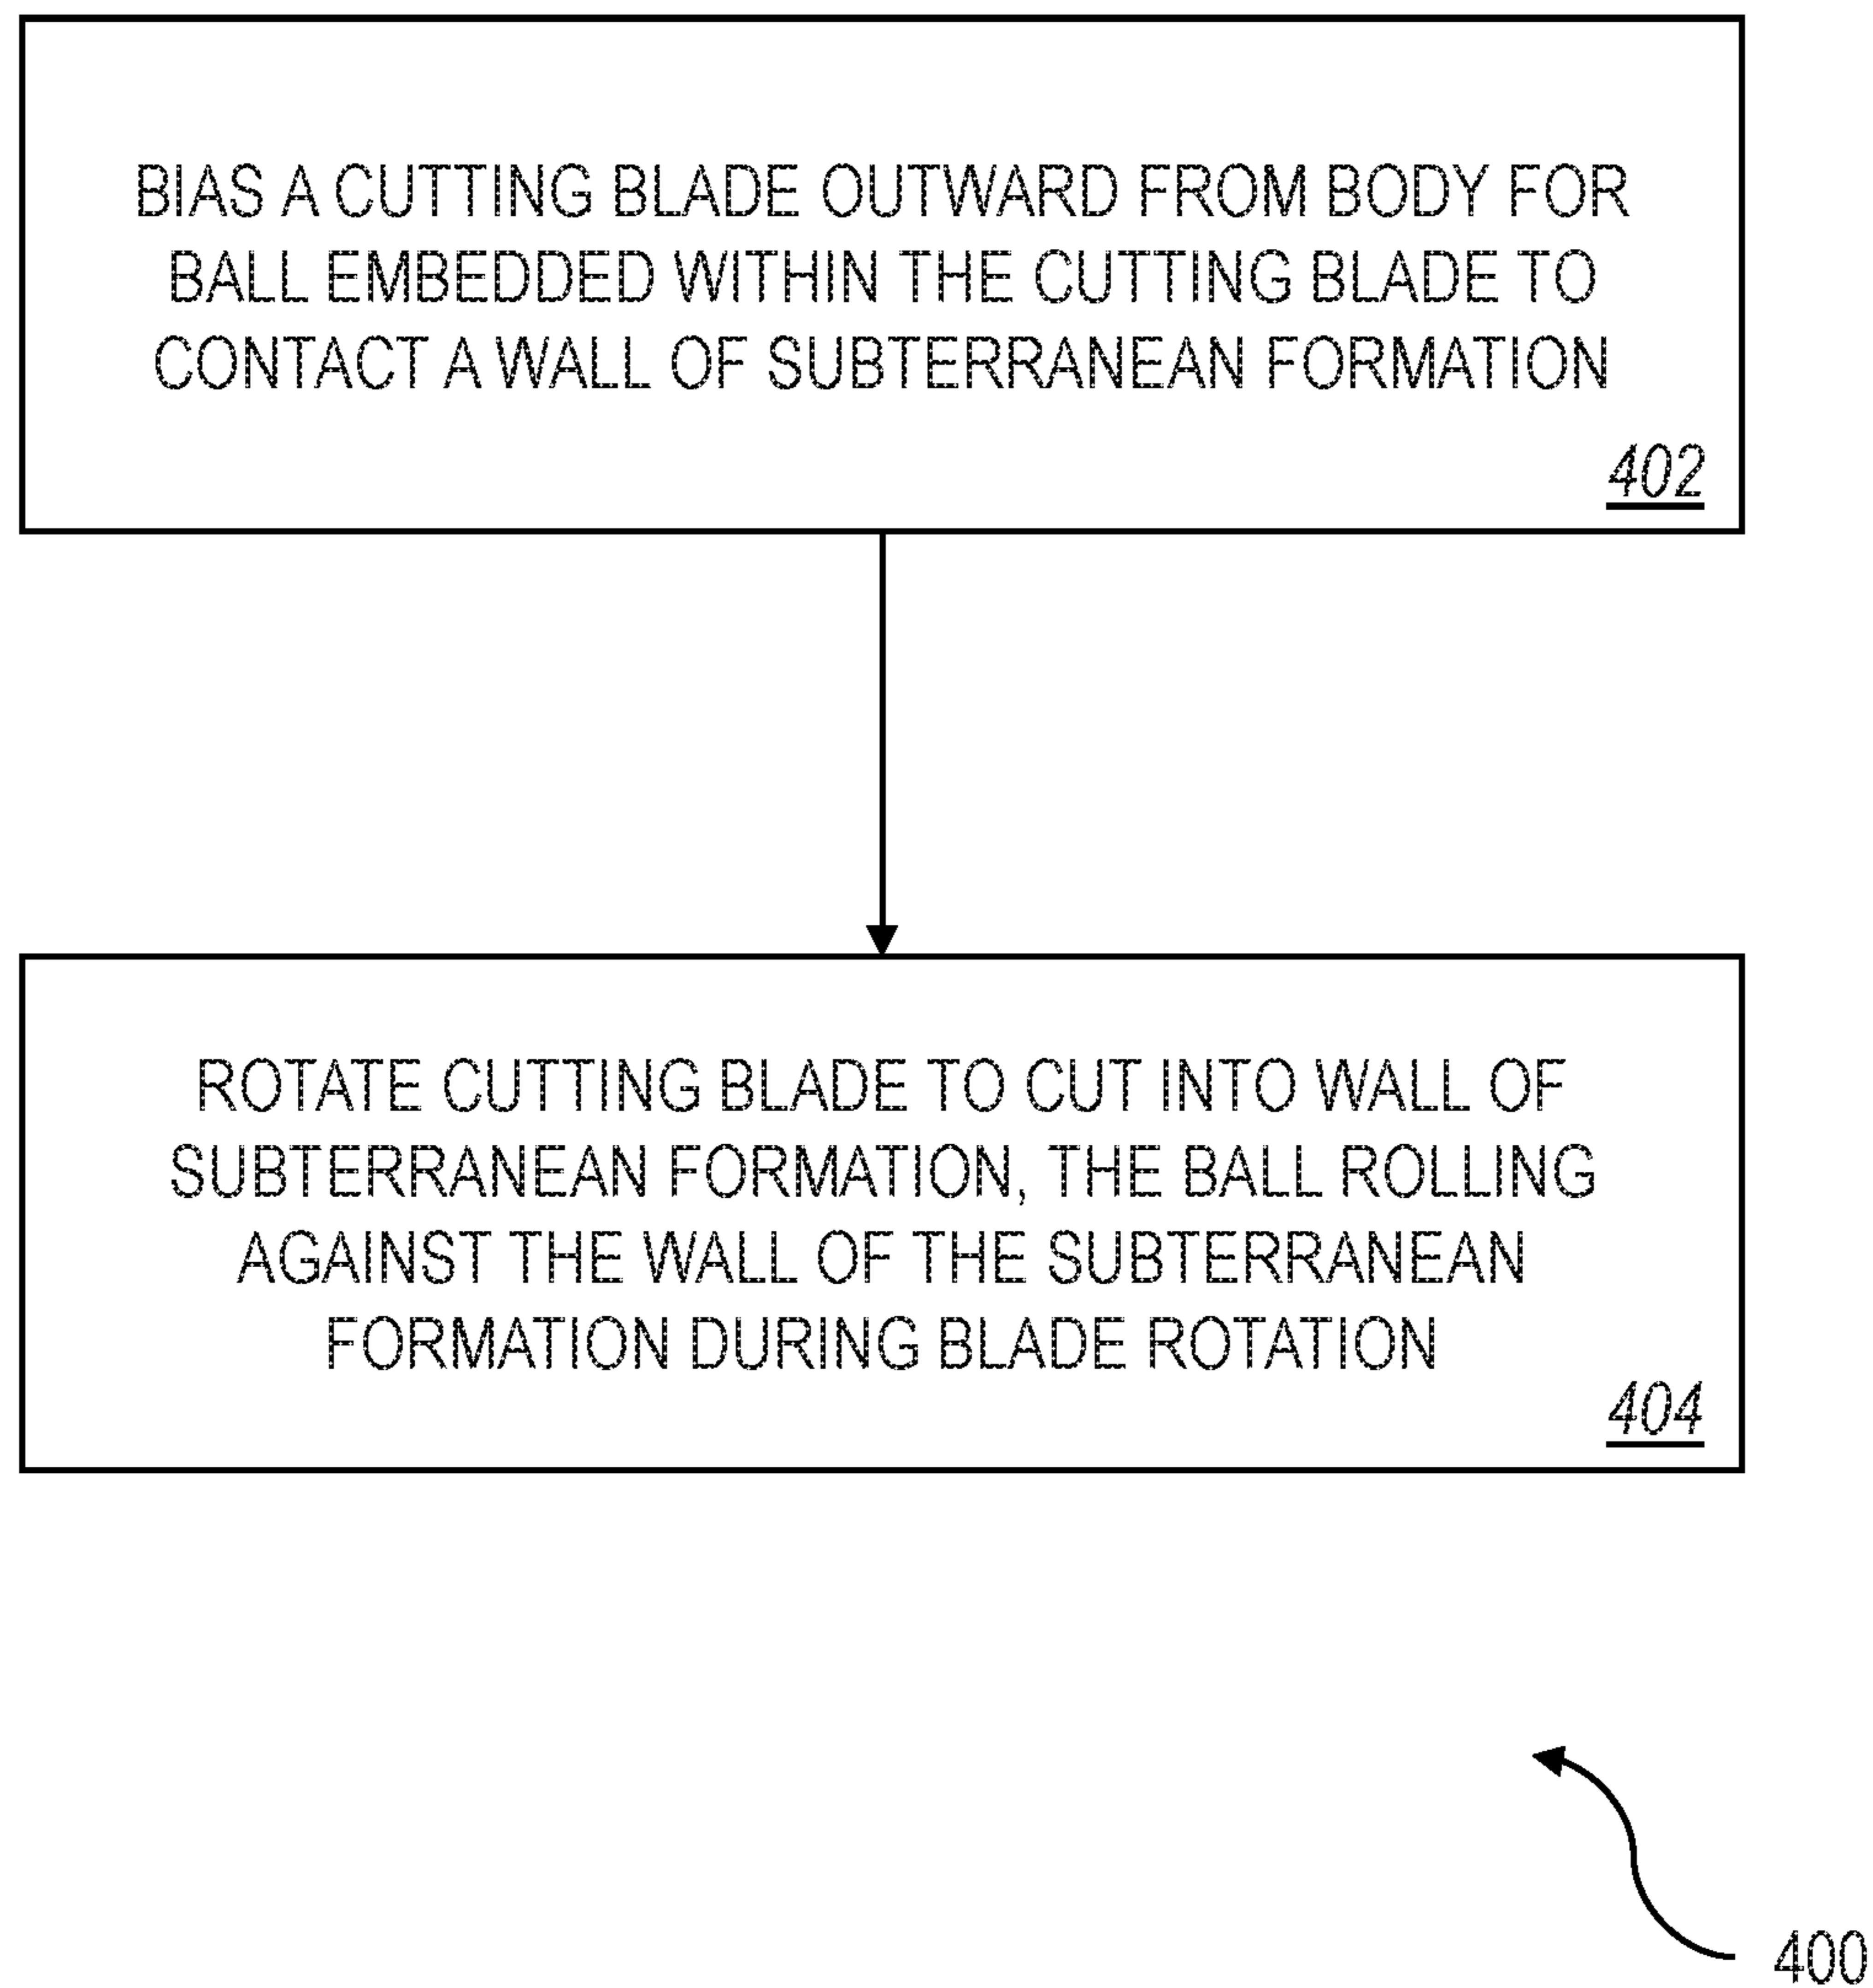 BIAS A CUTTING BLADE OUTWARD FROM BODY FOR
BALL EMBEDDED WITHIN THE CUTTING BLADE TO
CONTACT A WALL OF SUBTERRANEAN FORMATION
402
ROTATE CUTTING BLADE TO CUT INTO WALL OF
SUBTERRANEAN FORMATION, THE BALL ROLLING
AGAINST THE WALL OF THE SUBTERRANEAN
FORMATION DURING BLADE ROTATION
404
400